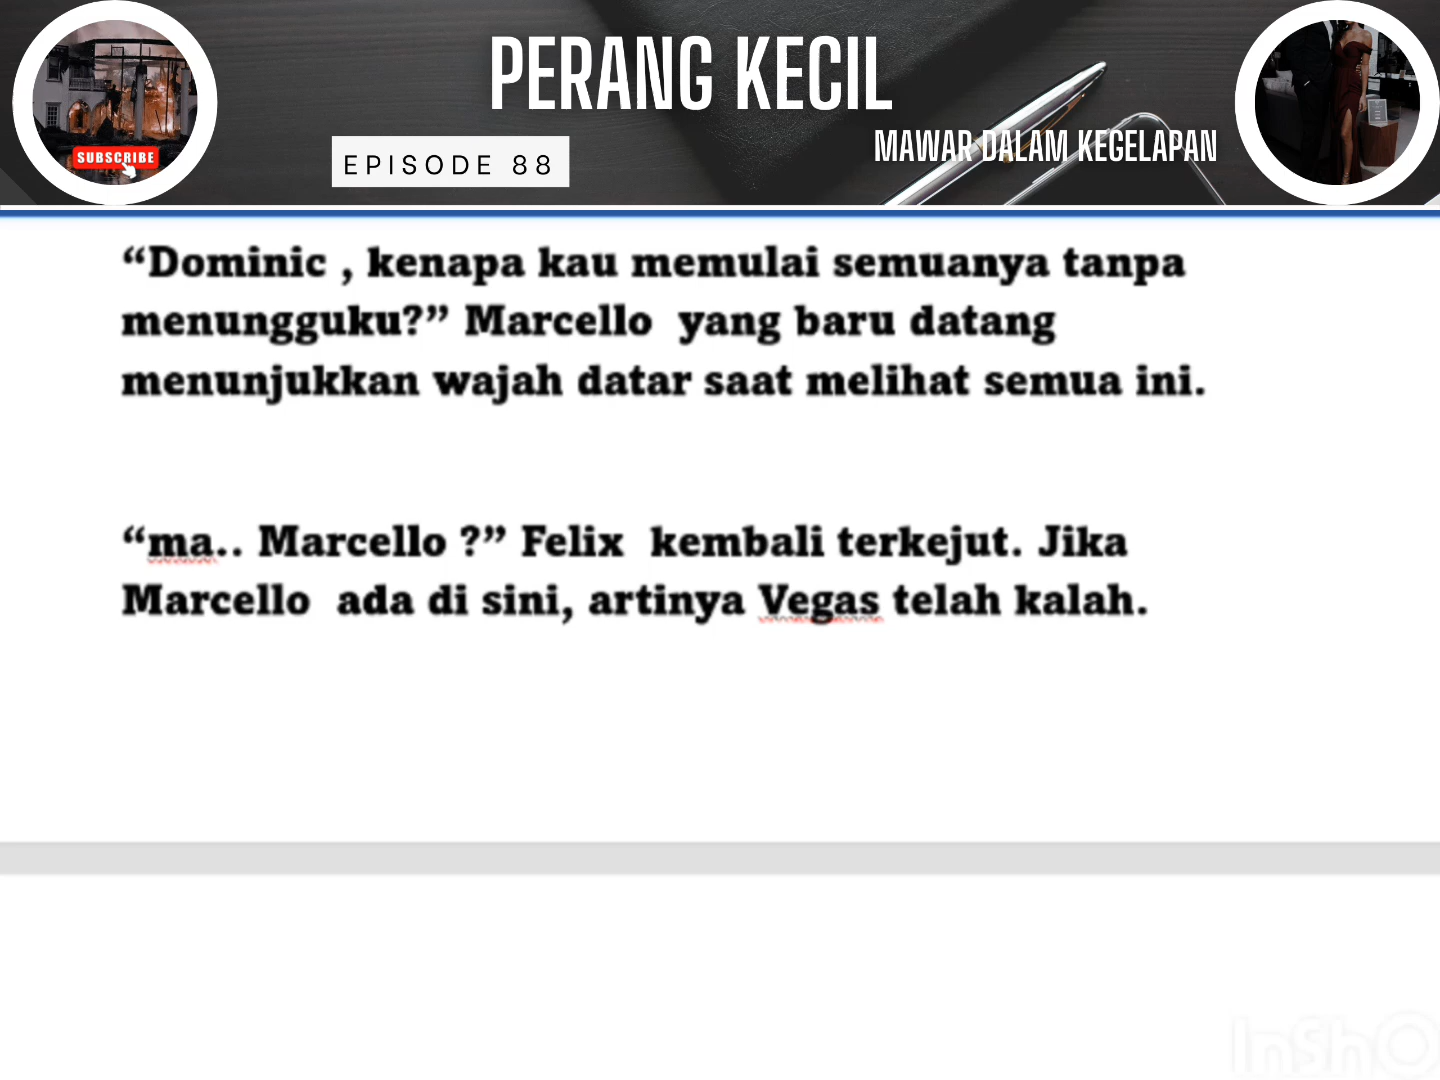 PERANG KECIL
MAWAR DALAM KEGELAPAN
EPISODE 88
SUBSCRIBE
“Dominic , kenapa kau memulai semuanya tanpa
menungguku?” Marcello yang baru datang
menunjukkan wajah datar saat melihat semua ini.
“ma.. Marcello ?” Felix kembali terkejut. Jika
Marcello ada di sini, artinya Vegas telah kalah.
InShO